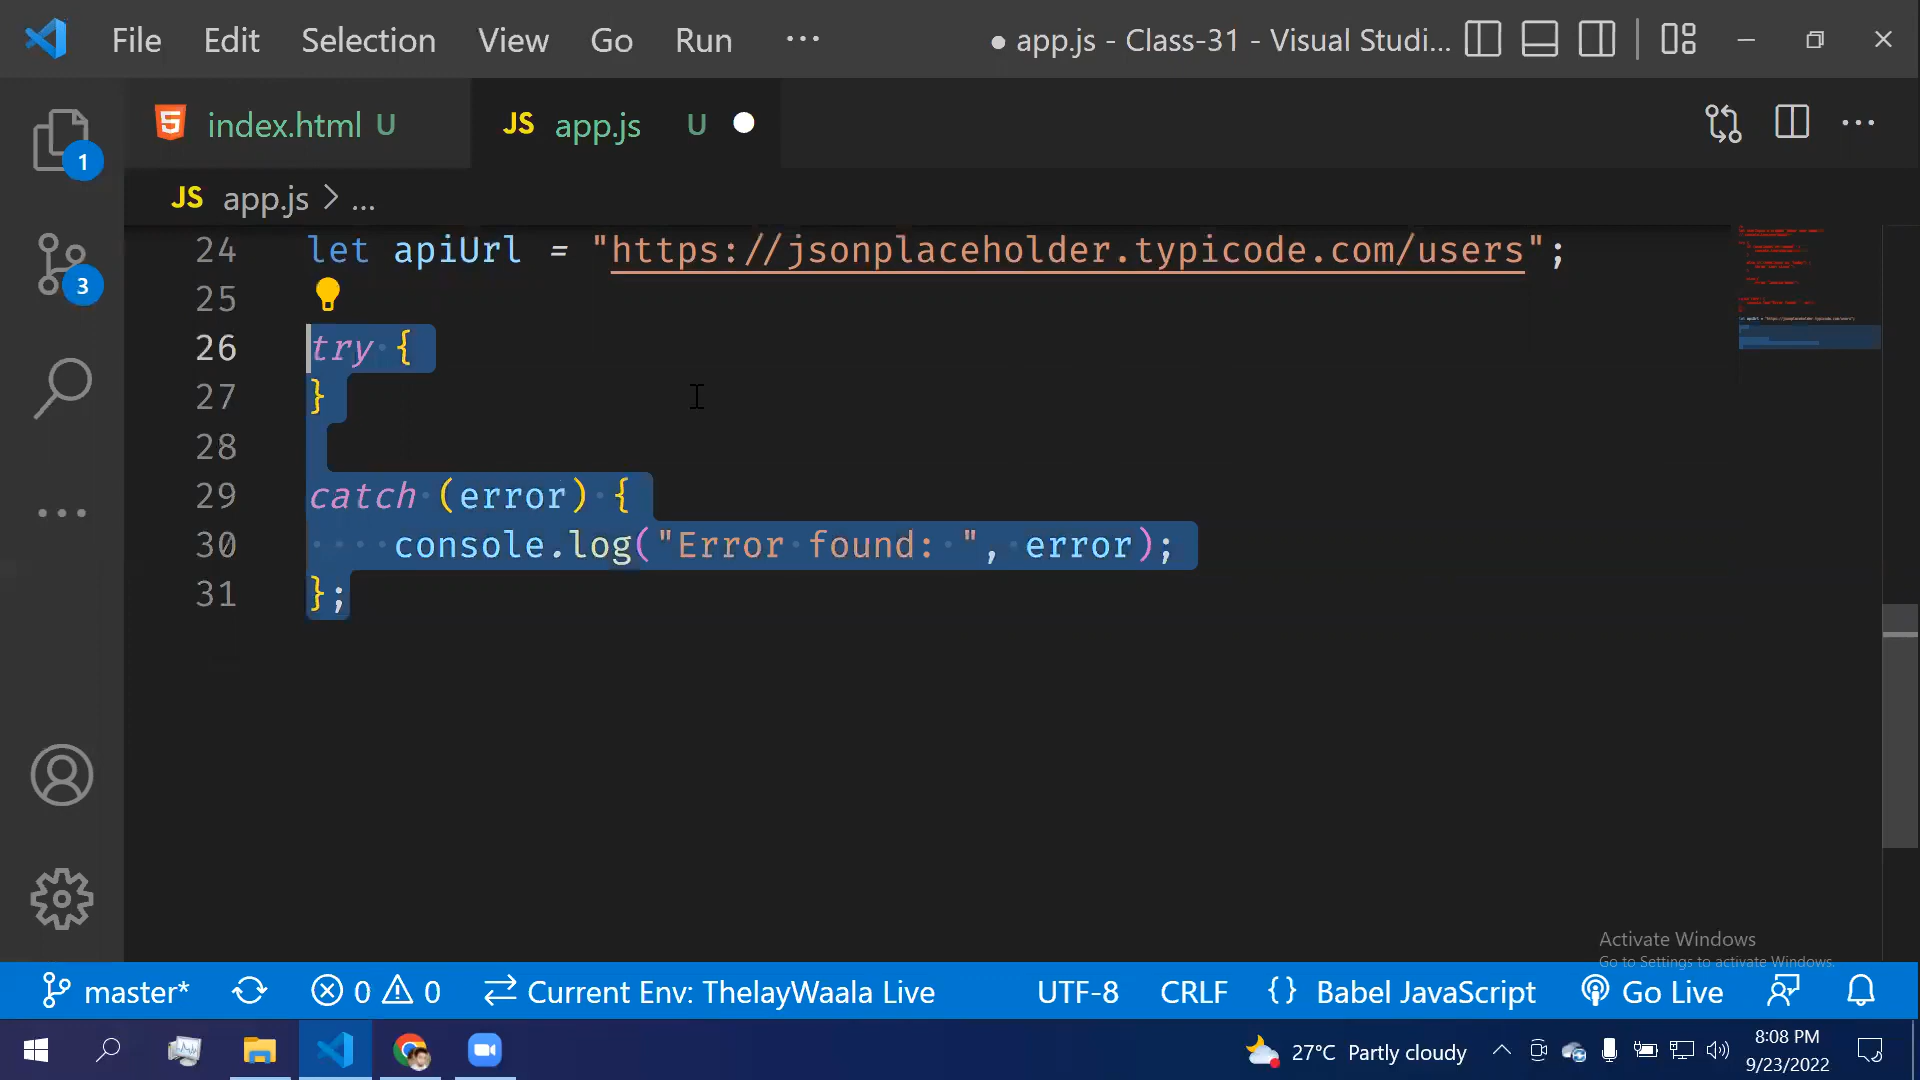 File Edit Selection View Go Run ··· ● app.js - Class-31 - Visual Studi...
index.html U JS app.js U
JS app.js > ...
24 let apiUrl = "https://jsonplaceholder.typicode.com/users";
25
26 try {
27 }
28
29 catch (error) {
30 console.log("Error found: ", error);
31 };
1
3
Activate Windows
Go to Settings to activate Windows.
master* 0 0 Current Env: ThelayWaala Live UTF-8 CRLF {} Babel JavaScript Go Live
27°C Partly cloudy 8:08 PM
9/23/2022